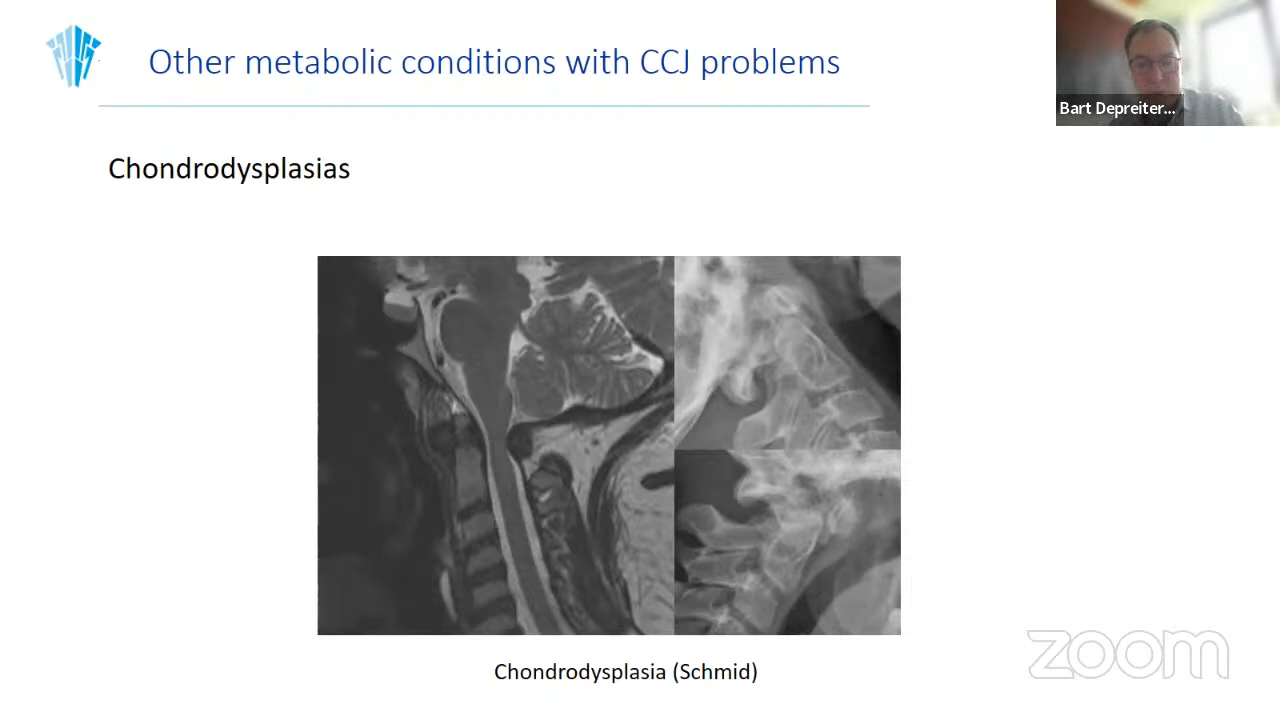 Other metabolic conditions with CCJ problems
Bart Depreiter...
Chondrodysplasias
Chondrodysplasia (Schmid)
zoom